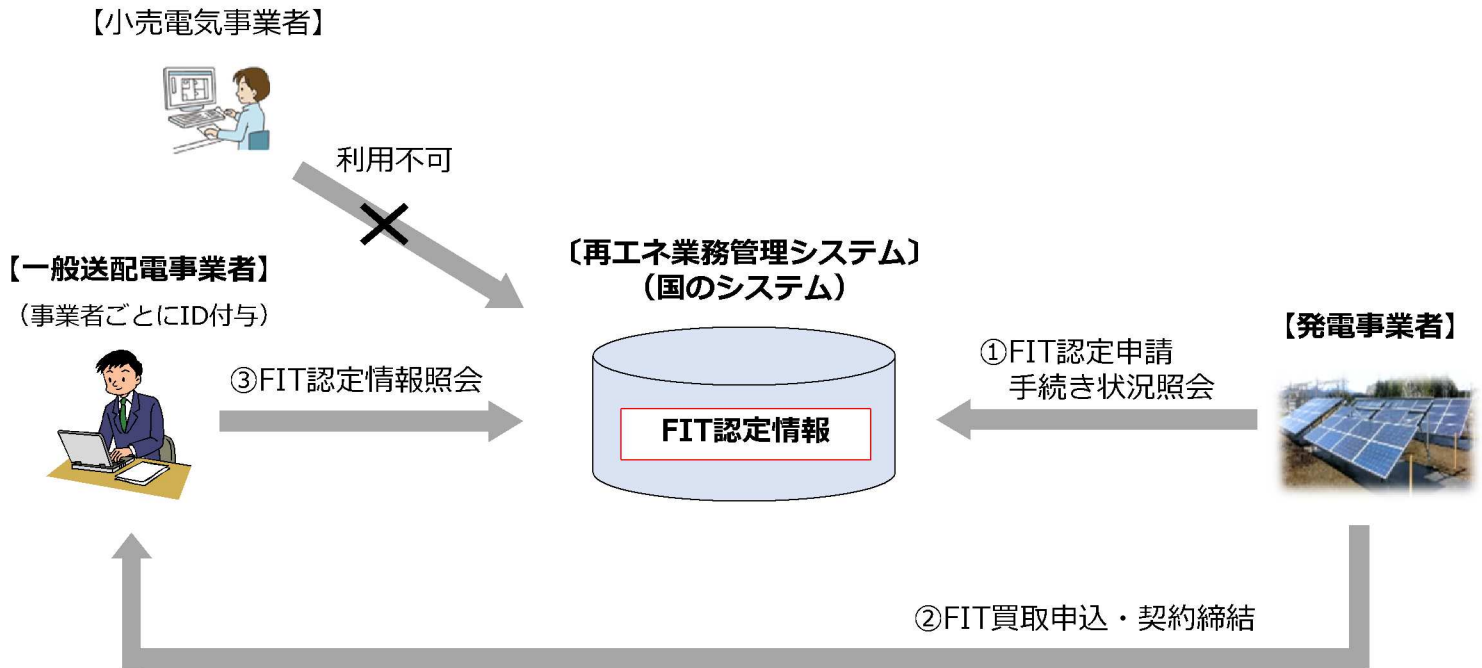 【小売電気事業者】
利用不可
【一般送配電事業者】
（事業者ごとにID付与）
③FIT認定情報照会
〔再エネ業務管理システム〕
（国のシステム）
FIT認定情報
①FIT認定申請
手続き状況照会
【発電事業者】
②FIT買取申込・契約締結